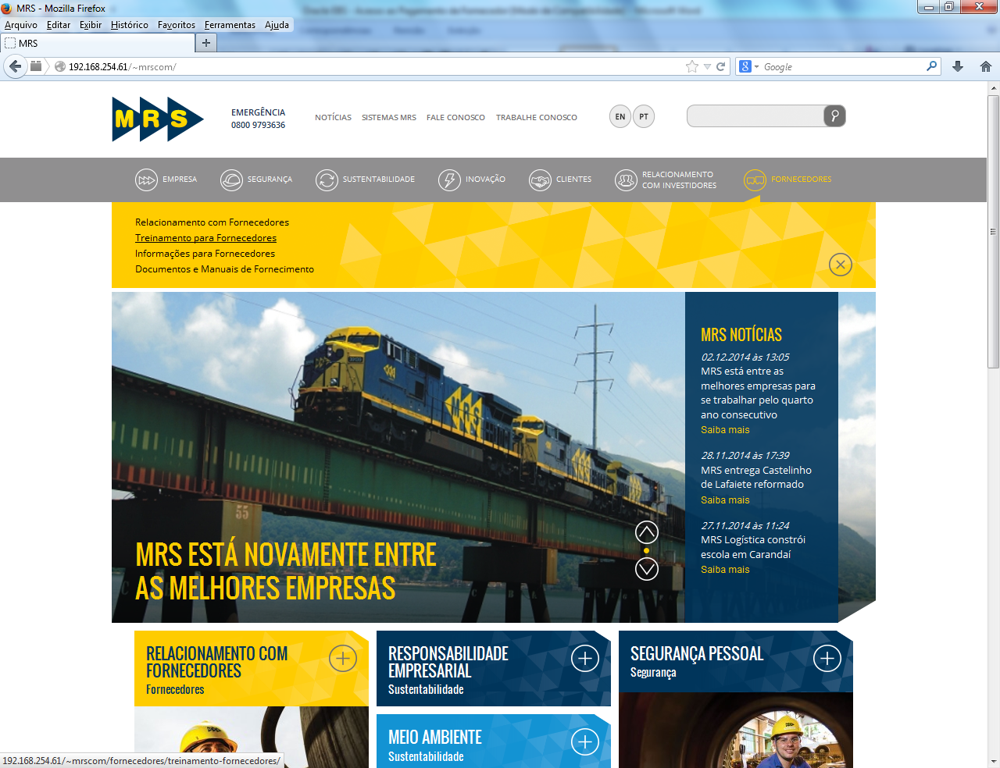 MRS - Mozilla Firefox
Arquivo Editar Exibir Histórico Favoritos Ferramentas Ajuda
MRS
192.168.254.61/~mrscom/
Google
MRS
EMERGÊNCIA
0800 9793636
NOTÍCIAS SISTEMAS MRS FALE CONOSCO TRABALHE CONOSCO
EN PT
EMPRESA
SEGURANÇA
SUSTENTABILIDADE
INOVAÇÃO
CLIENTES
RELACIONAMENTO
COM INVESTIDORES
FORNECEDORES
Relacionamento com Fornecedores
Treinamento para Fornecedores
Informações para Fornecedores
Documentos e Manuais de Fornecimento
MRS
55
MRS ESTÁ NOVAMENTE ENTRE
AS MELHORES EMPRESAS
MRS NOTÍCIAS
02.12.2014 às 13:05
MRS está entre as
melhores empresas para
se trabalhar pelo quarto
ano consecutivo
Saiba mais
28.11.2014 às 17:39
MRS entrega Castelinho
de Lafaiete reformado
Saiba mais
27.11.2014 às 11:24
MRS Logística constrói
escola em Carandaí
Saiba mais
RELACIONAMENTO COM
FORNECEDORES
Fornecedores
RESPONSABILIDADE
EMPRESARIAL
Sustentabilidade
SEGURANÇA PESSOAL
Segurança
MEIO AMBIENTE
Sustentabilidade
192.168.254.61/~mrscom/fornecedores/treinamento-fornecedores/